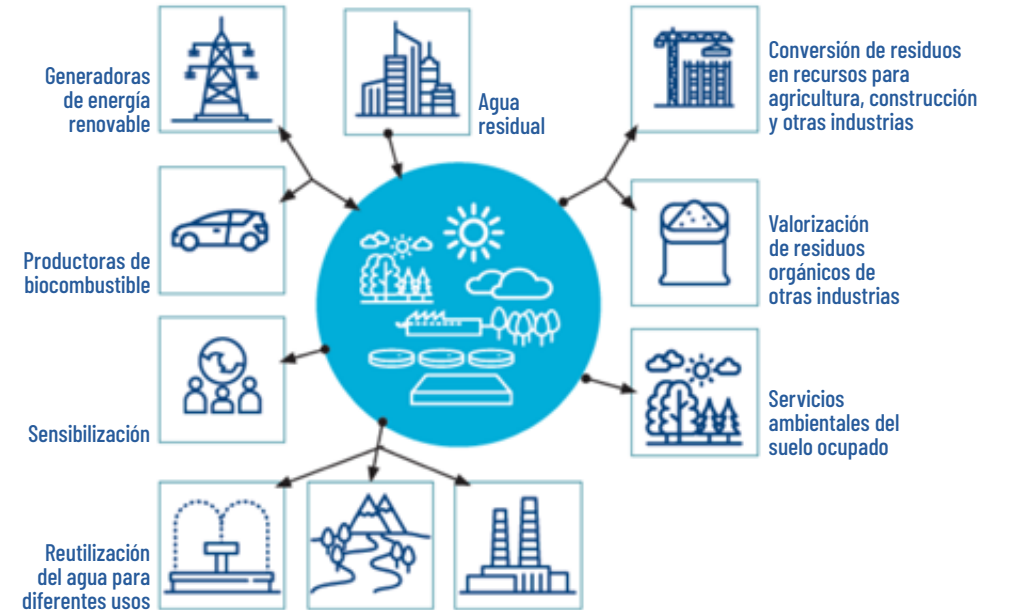 Generadoras
de energía
renovable
Agua
residual
Conversión de residuos
en recursos para
agricultura, construcción
y otras industrias
Productoras de
biocombustible
Valorización
de residuos
orgánicos de
otras industrias
Sensibilización
Servicios
ambientales del
suelo ocupado
Reutilización
del agua para
diferentes usos